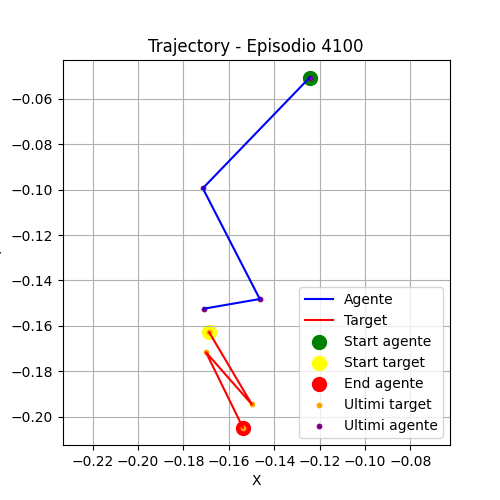 Trajectory - Episodio 4100
−0.06
−0.08
−0.10
−0.12
−0.14
−0.16
−0.18
−0.20
Agente
Target
Start agente
Start target
End agente
Ultimi target
Ultimi agente
−0.22 −0.20 −0.18 −0.16 −0.14 −0.12 −0.10 −0.08
X